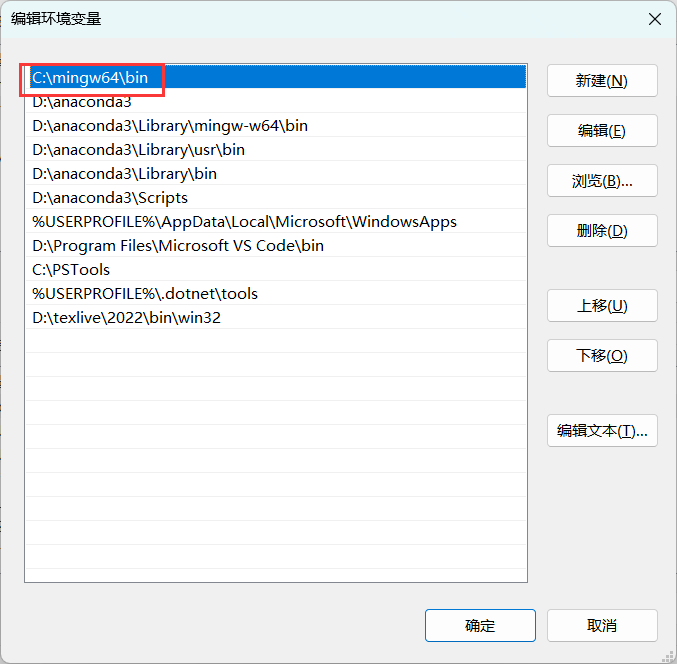 编辑环境变量
C:\mingw64\bin
D:\anaconda3
D:\anaconda3\Library\mingw-w64\bin
D:\anaconda3\Library\usr\bin
D:\anaconda3\Library\bin
D:\anaconda3\Scripts
%USERPROFILE%\AppData\Local\Microsoft\WindowsApps
D:\Program Files\Microsoft VS Code\bin
C:\PSTools
%USERPROFILE%\.dotnet\tools
D:\texlive\2022\bin\win32
新建(N)
编辑(E)
浏览(B)...
删除(D)
上移(U)
下移(O)
编辑文本(T)...
确定
取消